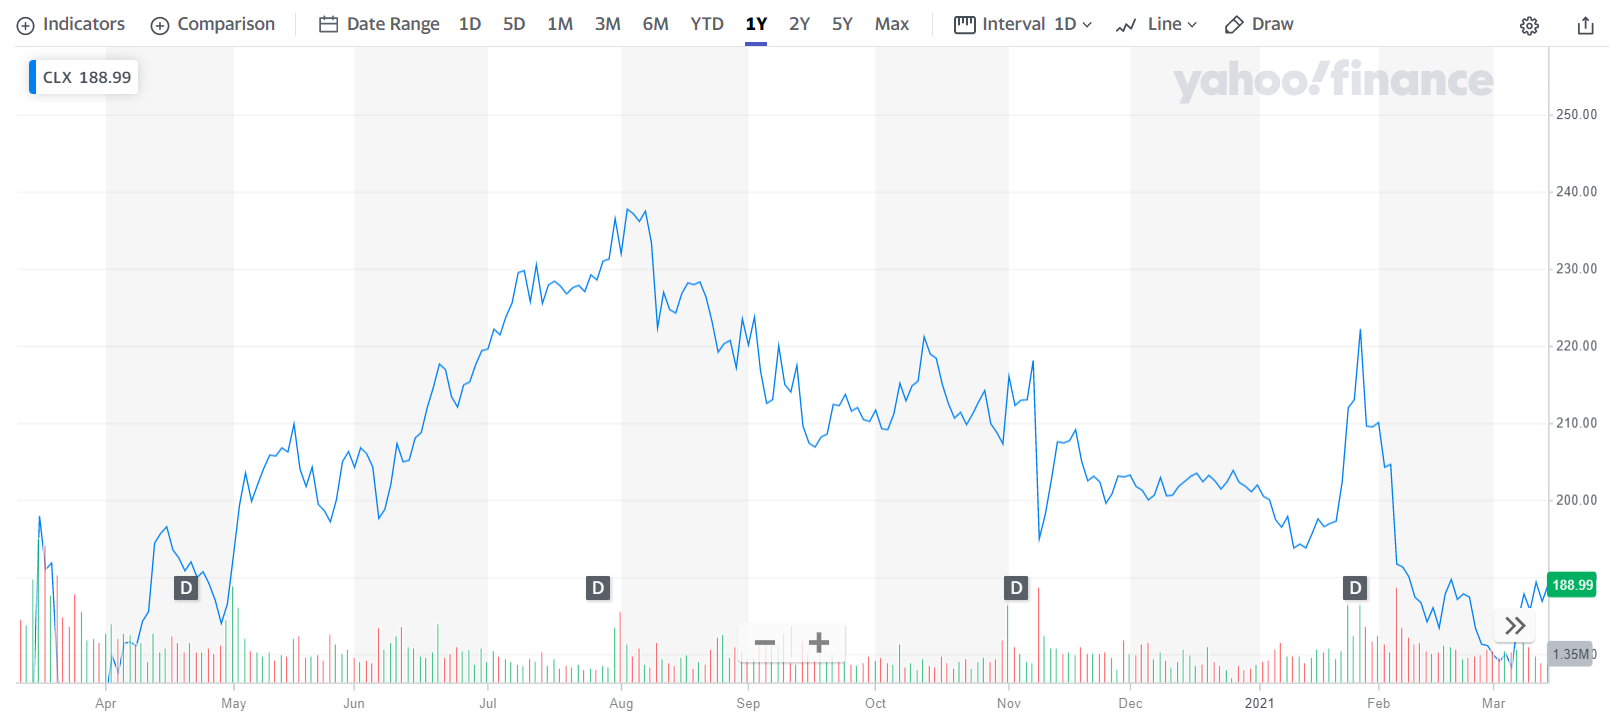 Indicators Comparison Date Range 1D 5D 1M 3M 6M YTD 1Y 2Y 5Y Max Interval 1D Line Draw
CLX 188.99
yahoo!finance
250.00
240.00
230.00
220.00
210.00
200.00
D D D D
188.99
1.35M
Apr May Jun Jul Aug Sep Oct Nov Dec 2021 Feb Mar